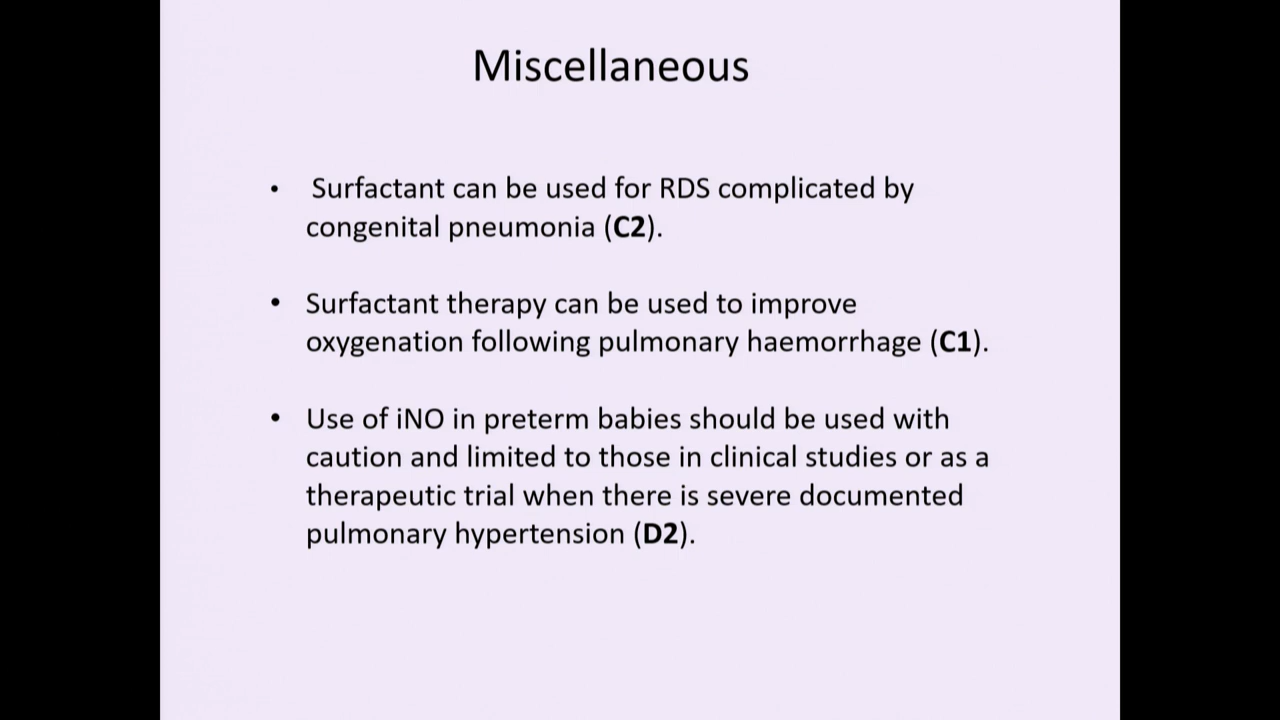 Miscellaneous
• Surfactant can be used for RDS complicated by
congenital pneumonia (C2).
• Surfactant therapy can be used to improve
oxygenation following pulmonary haemorrhage (C1).
• Use of iNO in preterm babies should be used with
caution and limited to those in clinical studies or as a
therapeutic trial when there is severe documented
pulmonary hypertension (D2).